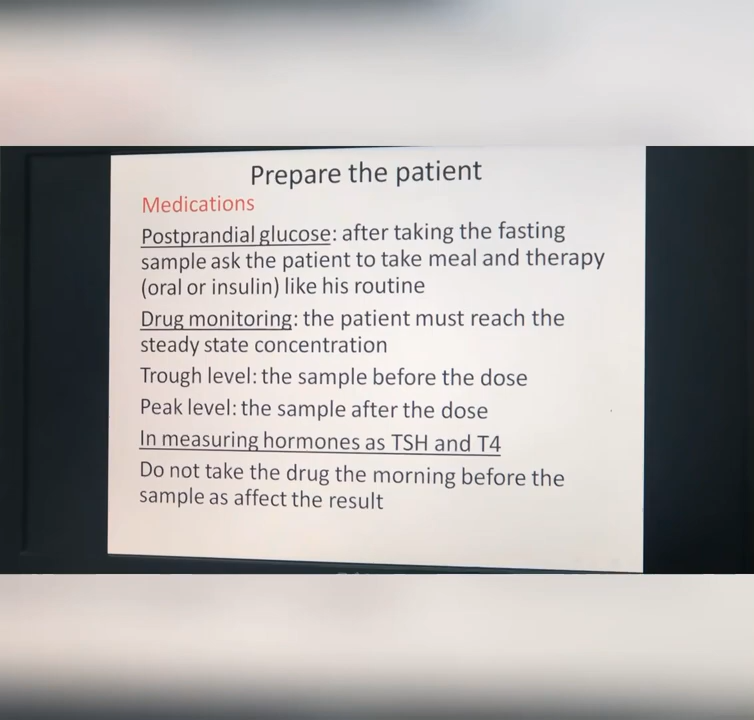 Prepare the patient
Medications
Postprandial glucose: after taking the fasting
sample ask the patient to take meal and therapy
(oral or insulin) like his routine
Drug monitoring: the patient must reach the
steady state concentration
Trough level: the sample before the dose
Peak level: the sample after the dose
In measuring hormones as TSH and T4
Do not take the drug the morning before the
sample as affect the result